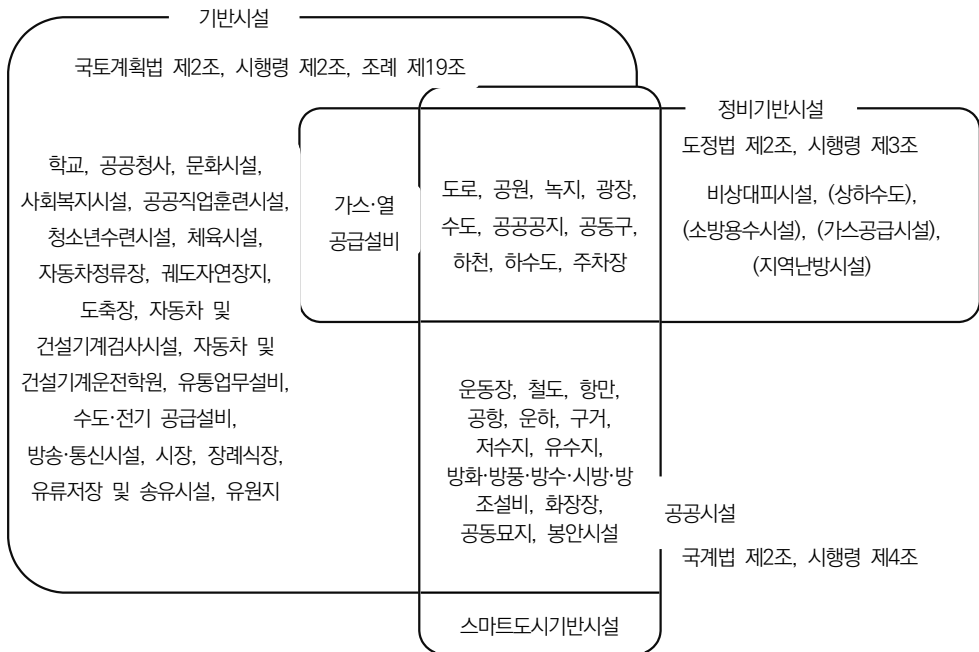 기반시설
국토계획법 제2조, 시행령 제2조, 조례 제19조
학교, 공공청사, 문화시설,
사회복지시설, 공공직업훈련시설,
청소년수련시설, 체육시설,
자동차정류장, 궤도자연장지,
도축장, 자동차 및
건설기계검사시설, 자동차 및
건설기계운전학원, 유통업무설비,
수도·전기 공급설비,
방송·통신시설, 시장, 장례식장,
유류저장 및 송유시설, 유원지
가스·열
공급설비
도로, 공원, 녹지, 광장,
수도, 공공공지, 공동구,
하천, 하수도, 주차장
정비기반시설
도정법 제2조, 시행령 제3조
비상대피시설, (상하수도),
(소방용수시설), (가스공급시설),
(지역난방시설)
운동장, 철도, 항만,
공항, 운하, 구거,
저수지, 유수지,
방화·방풍·방수·시방·방
조설비, 화장장,
공동묘지, 봉안시설
공공시설
국계법 제2조, 시행령 제4조
스마트도시기반시설